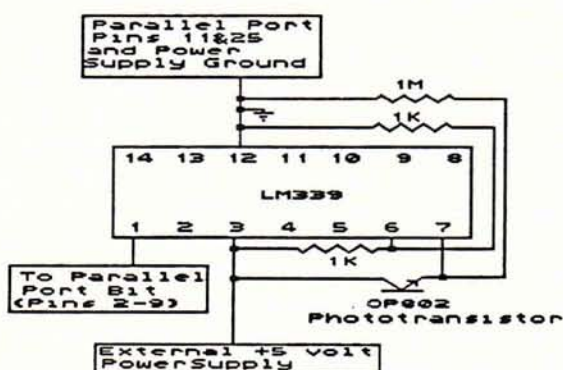 Parallel Port
Pins 11&25
and Power
Supply Ground
1M
1K
14 13 12 11 10 9 8
LM339
1 2 3 4 5 6 7
1K
To Parallel
Port Bit
(Pins 2-9)
OP802
Phototransistor
External +5 volt
PowerSupply